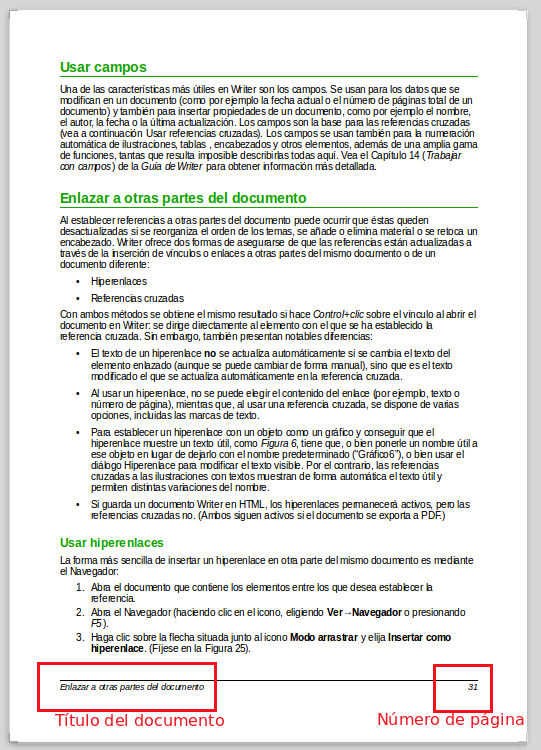 Usar campos
Una de las características más útiles en Writer son los campos. Se usan para los datos que se
modifican en un documento (como por ejemplo la fecha actual o el número de páginas total de un
documento) y también para insertar propiedades de un documento, como por ejemplo el nombre,
el autor, la fecha o la última actualización. Los campos son la base para las referencias cruzadas
(vea a continuación Usar referencias cruzadas). Los campos se usan también para la numeración
automática de ilustraciones, tablas , encabezados y otros elementos, además de una amplia gama
de funciones, tantas que resulta imposible describirlas todas aquí. Vea el Capítulo 14 (Trabajar
con campos) de la Guía de Writer para obtener información más detallada.
Enlazar a otras partes del documento
Al establecer referencias a otras partes del documento puede ocurrir que éstas queden
desactualizadas si se reorganiza el orden de los temas, se añade o elimina material o se retoca un
encabezado. Writer ofrece dos formas de asegurarse de que las referencias están actualizadas a
través de la inserción de vínculos o enlaces a otras partes del mismo documento o de un
documento diferente:
• Hiperenlaces
• Referencias cruzadas
Con ambos métodos se obtiene el mismo resultado si hace Control+clic sobre el vínculo al abrir el
documento en Writer: se dirige directamente al elemento con el que se ha establecido la
referencia cruzada. Sin embargo, también presentan notables diferencias:
• El texto de un hiperenlace no se actualiza automáticamente si se cambia el texto del
elemento enlazado (aunque se puede cambiar de forma manual), sino que es el texto
modificado el que se actualiza automáticamente en la referencia cruzada.
• Al usar un hiperenlace, no se puede elegir el contenido del enlace (por ejemplo, texto o
número de página), mientras que, al usar una referencia cruzada, se dispone de varias
opciones, incluidas las marcas de texto.
• Para establecer un hiperenlace con un objeto como un gráfico y conseguir que el
hiperenlace muestre un texto útil, como Figura 6, tiene que, o bien ponerle un nombre útil a
ese objeto en lugar de dejarlo con el nombre predeterminado (“Gráfico6”), o bien usar el
diálogo Hiperenlace para modificar el texto visible. Por el contrario, las referencias
cruzadas a las ilustraciones con textos muestran de forma automática el texto útil y
permiten distintas variaciones del nombre.
• Si guarda un documento Writer en HTML, los hiperenlaces permanecerá activos, pero las
referencias cruzadas no. (Ambos siguen activos si el documento se exporta a PDF.)
Usar hiperenlaces
La forma más sencilla de insertar un hiperenlace en otra parte del mismo documento es mediante
el Navegador:
1. Abra el documento que contiene los elementos entre los que desea establecer la
referencia.
2. Abra el Navegador (haciendo clic en el icono, eligiendo Ver→Navegador o presionando
F5).
3. Haga clic sobre la flecha situada junto al icono Modo arrastrar y elija Insertar como
hiperenlace. (Fíjese en la Figura 25).
Enlazar a otras partes del documento 31
Título del documento Número de página